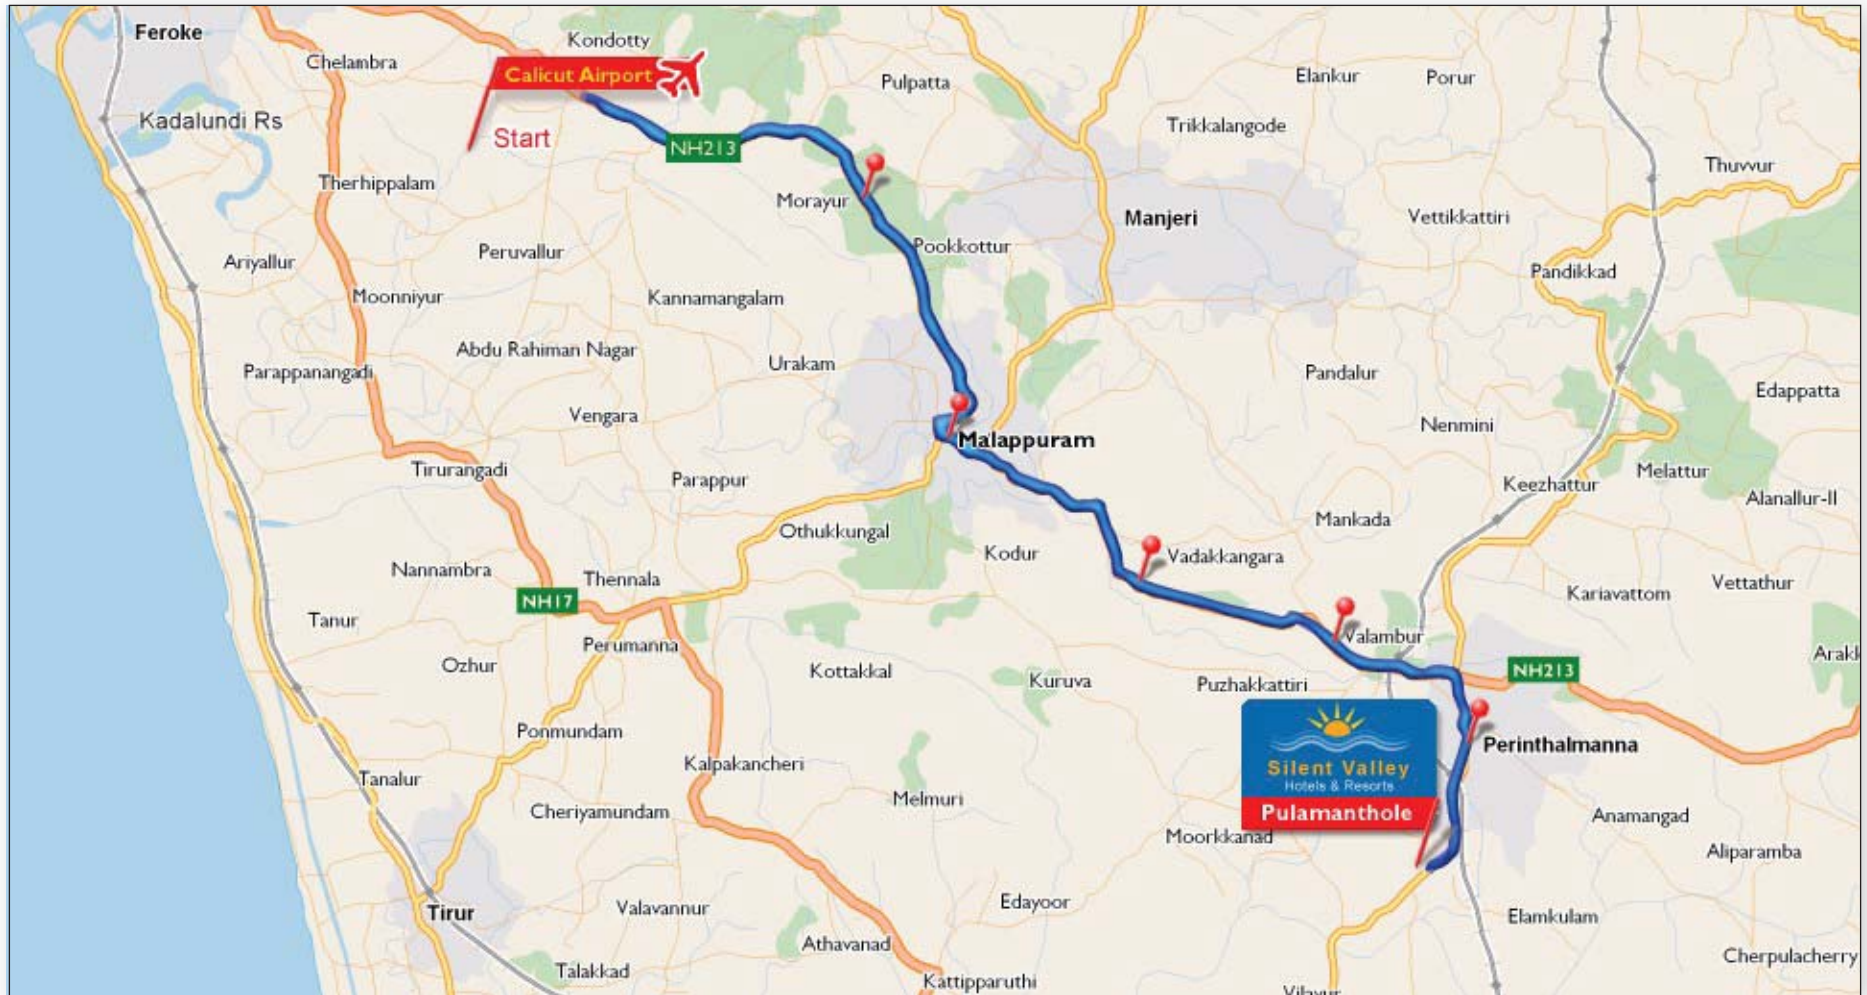 Feroke
Kondotty
Chelambra
Calicut Airport
Pulpatta
Elankur
Porur
Kadalundi Rs
Start
NH213
Trikkalangode
Thuvvur
Therhippalam
Morayur
Manjeri
Vettikkattiri
Peruvallur
Pookkottur
Ariyallur
Pandikkad
Moonniyur
Kannamangalam
Abdu Rahiman Nagar
Urakam
Parappanangadi
Pandalur
Edappatta
Vengara
Nenmini
Malappuram
Tirurangadi
Parappur
Melattur
Keezhattur
Alanallur-II
Othukkungal
Mankada
Kodur
Vadakkangara
Nannambra
Thennala
Vettathur
Kariavattom
NH17
Tanur
Valambur
Perumanna
Arakk
Ozhur
Kottakkal
Kuruva
Puzhakkattiri
NH213
Ponmundam
Perinthalmanna
Silent Valley
Hotels & Resorts
Pulamanthole
Kalpakancheri
Tanalur
Melmuri
Cheriyamundam
Anamangad
Moorkkanad
Aliparamba
Edayoor
Valavannur
Tirur
Elamkulam
Athavanad
Cherpulacherry
Talakkad
Kattipparuthi